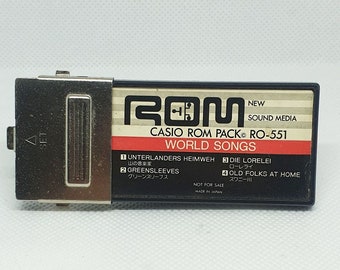 ROM
NEW
SOUND MEDIA
CASIO ROM PACK© RO-551
WORLD SONGS
1 UNTERLANDERS HEIMWEH
山の音楽家
2 GREENSLEEVES
グリーンスリーブス
3 DIE LORELEI
ローレライ
4 OLD FOLKS AT HOME
スワニー河
NOT FOR SALE
MADE IN JAPAN
△
SET